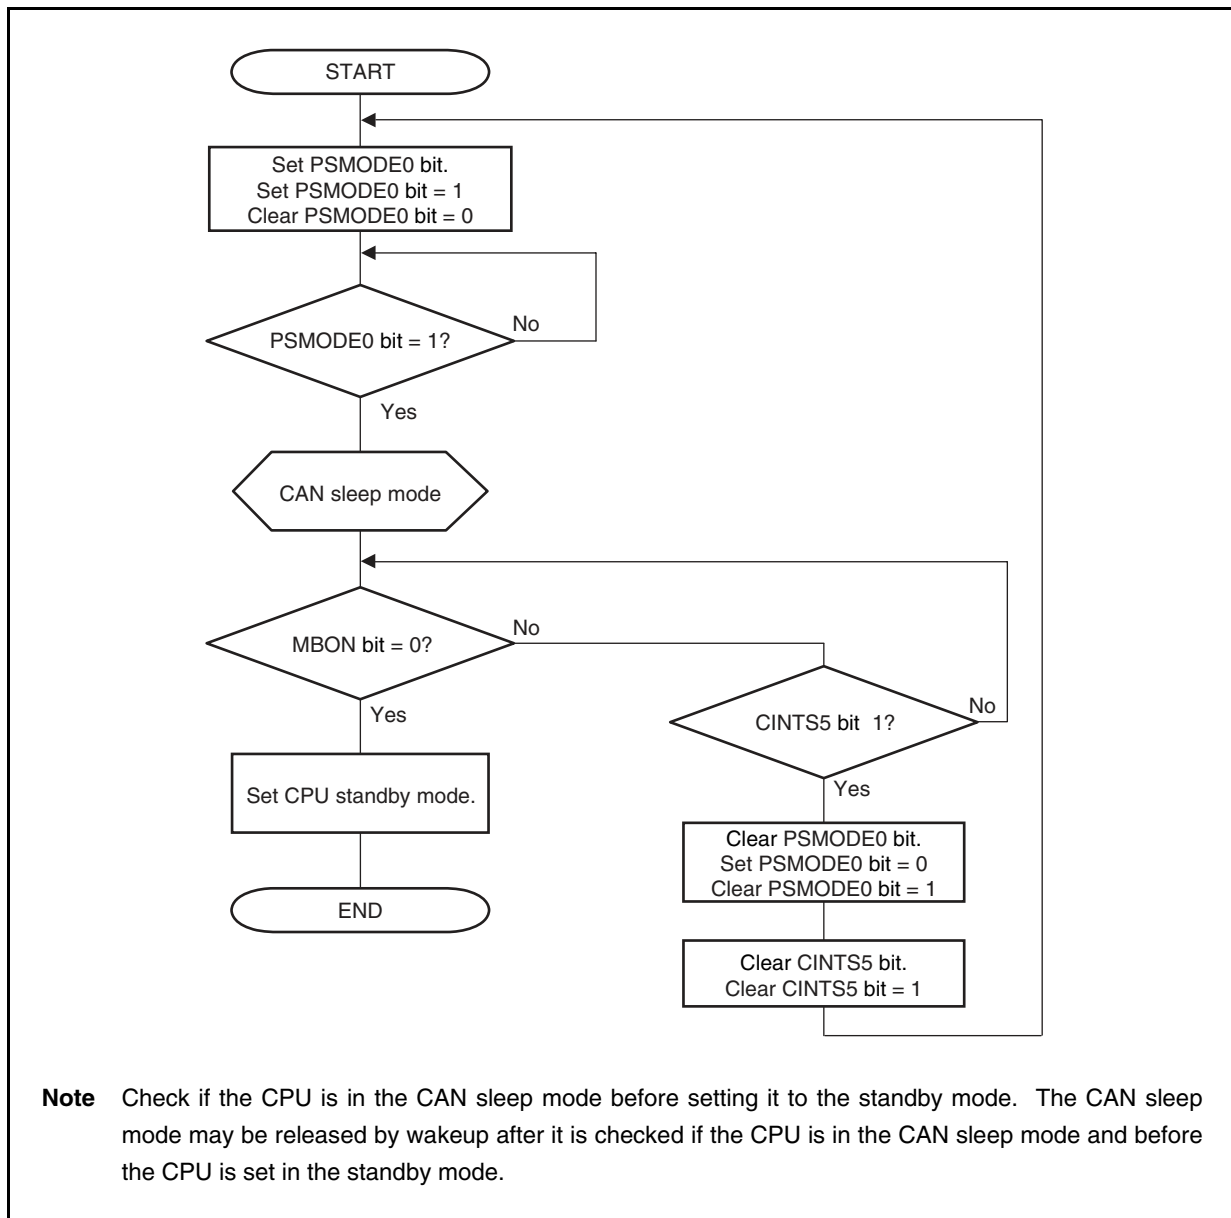 START
Set PSMODE0 bit.
Set PSMODE0 bit = 1
Clear PSMODE0 bit = 0
PSMODE0 bit = 1?
No
Yes
CAN sleep mode
MBON bit = 0?
No
Yes
CINTS5 bit 1?
No
Yes
Set CPU standby mode.
Clear PSMODE0 bit.
Set PSMODE0 bit = 0
Clear PSMODE0 bit = 1
END
Clear CINTS5 bit.
Clear CINTS5 bit = 1
Note Check if the CPU is in the CAN sleep mode before setting it to the standby mode. The CAN sleep
mode may be released by wakeup after it is checked if the CPU is in the CAN sleep mode and before
the CPU is set in the standby mode.